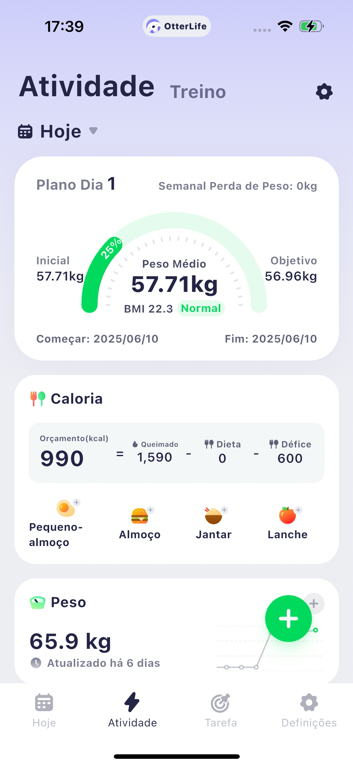 17:39
OtterLife
Atividade Treino
Hoje
Plano Dia 1 Semanal Perda de Peso: 0kg
25%
Inicial
57.71kg
Peso Médio
57.71kg
BMI 22.3 Normal
Objetivo
56.96kg
Começar: 2025/06/10 Fim: 2025/06/10
Caloria
Orçamento(kcal)
990
=
Queimado
1,590
-
Dieta
0
-
Défice
600
Pequeno-
almoço
Almoço
Jantar
Lanche
Peso
65.9 kg
Atualizado há 6 dias
Hoje Atividade Tarefa Definições